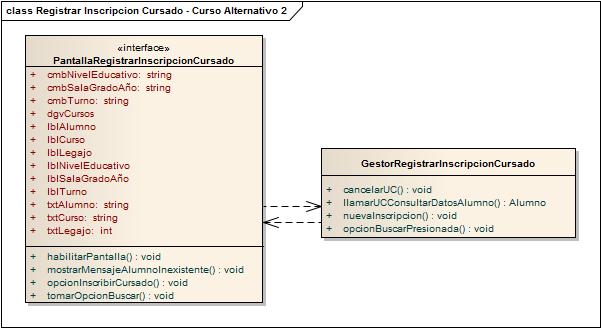 class Registrar Inscripcion Cursado - Curso Alternativo 2
«interface»
PantallaRegistrarInscripcionCursado
+ cmbNivelEducativo: string
+ cmbSalaGradoAño: string
+ cmbTurno: string
+ dgvCursos
+ lblAlumno
+ lblCurso
+ lblLegajo
+ lblNivelEducativo
+ lblSalaGradoAño
+ lblTurno
+ txtAlumno: string
+ txtCurso: string
+ txtLegajo: int
+ habilitarPantalla() : void
+ mostrarMensajeAlumnoInexistente() : void
+ opcionInscribirCursado() : void
+ tomarOpcionBuscar() : void
GestorRegistrarInscripcionCursado
+ cancelarUC() : void
+ llamarUCConsultarDatosAlumno() : Alumno
+ nuevaInscripcion() : void
+ opcionBuscarPresionada() : void